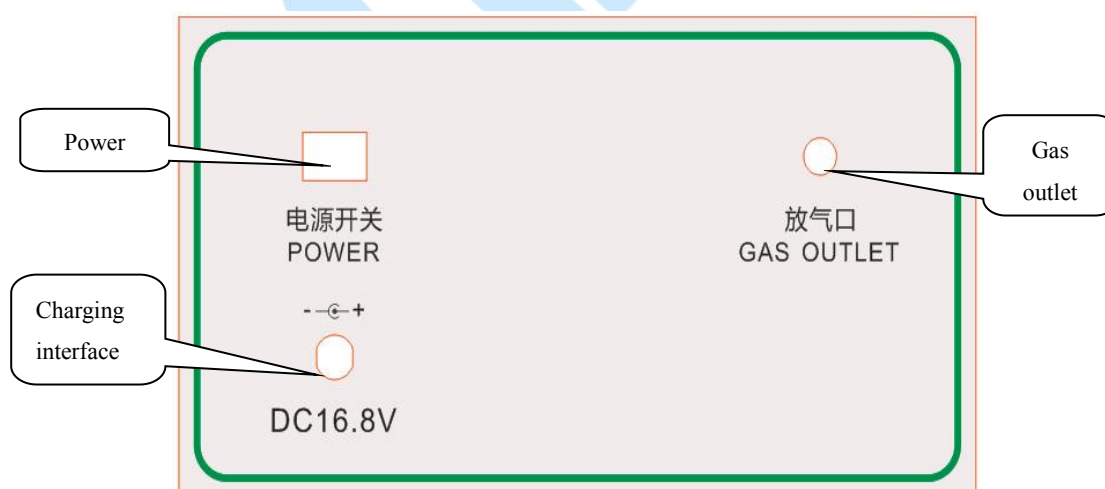 Power
电源开关
POWER
放气口
GAS OUTLET
Gas
outlet
Charging
interface
- +
DC16.8V